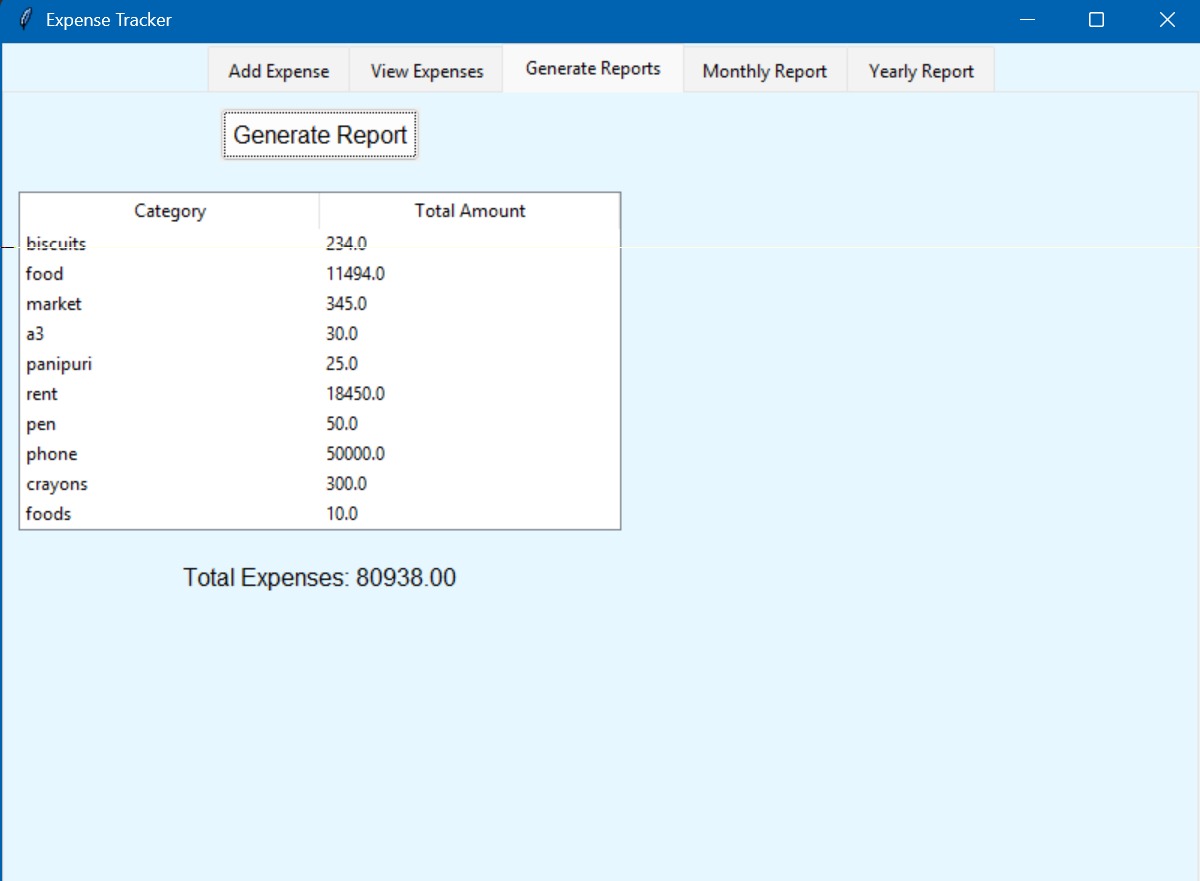 Expense Tracker
Add Expense View Expenses Generate Reports Monthly Report Yearly Report
Generate Report
Category Total Amount
biscuits 234.0
food 11494.0
market 345.0
a3 30.0
panipuri 25.0
rent 18450.0
pen 50.0
phone 50000.0
crayons 300.0
foods 10.0
Total Expenses: 80938.00